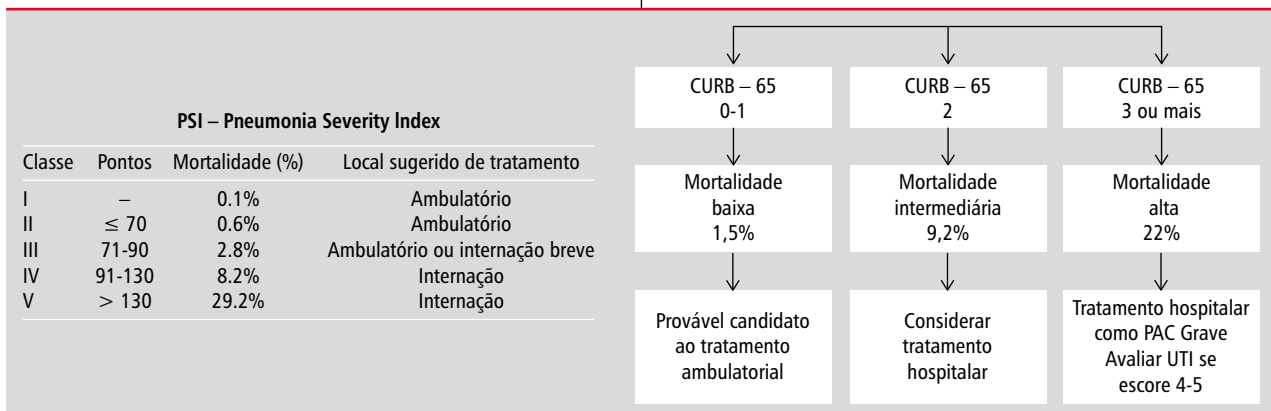 PSI – Pneumonia Severity Index
Classe Pontos Mortalidade (%) Local sugerido de tratamento
I – 0.1% Ambulatório
II ≤ 70 0.6% Ambulatório
III 71-90 2.8% Ambulatório ou internação breve
IV 91-130 8.2% Internação
V > 130 29.2% Internação
CURB – 65
0-1
Mortalidade
baixa
1,5%
Provável candidato
ao tratamento
ambulatorial
CURB – 65
2
Mortalidade
intermediária
9,2%
Considerar
tratamento
hospitalar
CURB – 65
3 ou mais
Mortalidade
alta
22%
Tratamento hospitalar
como PAC Grave
Avaliar UTI se
escore 4-5